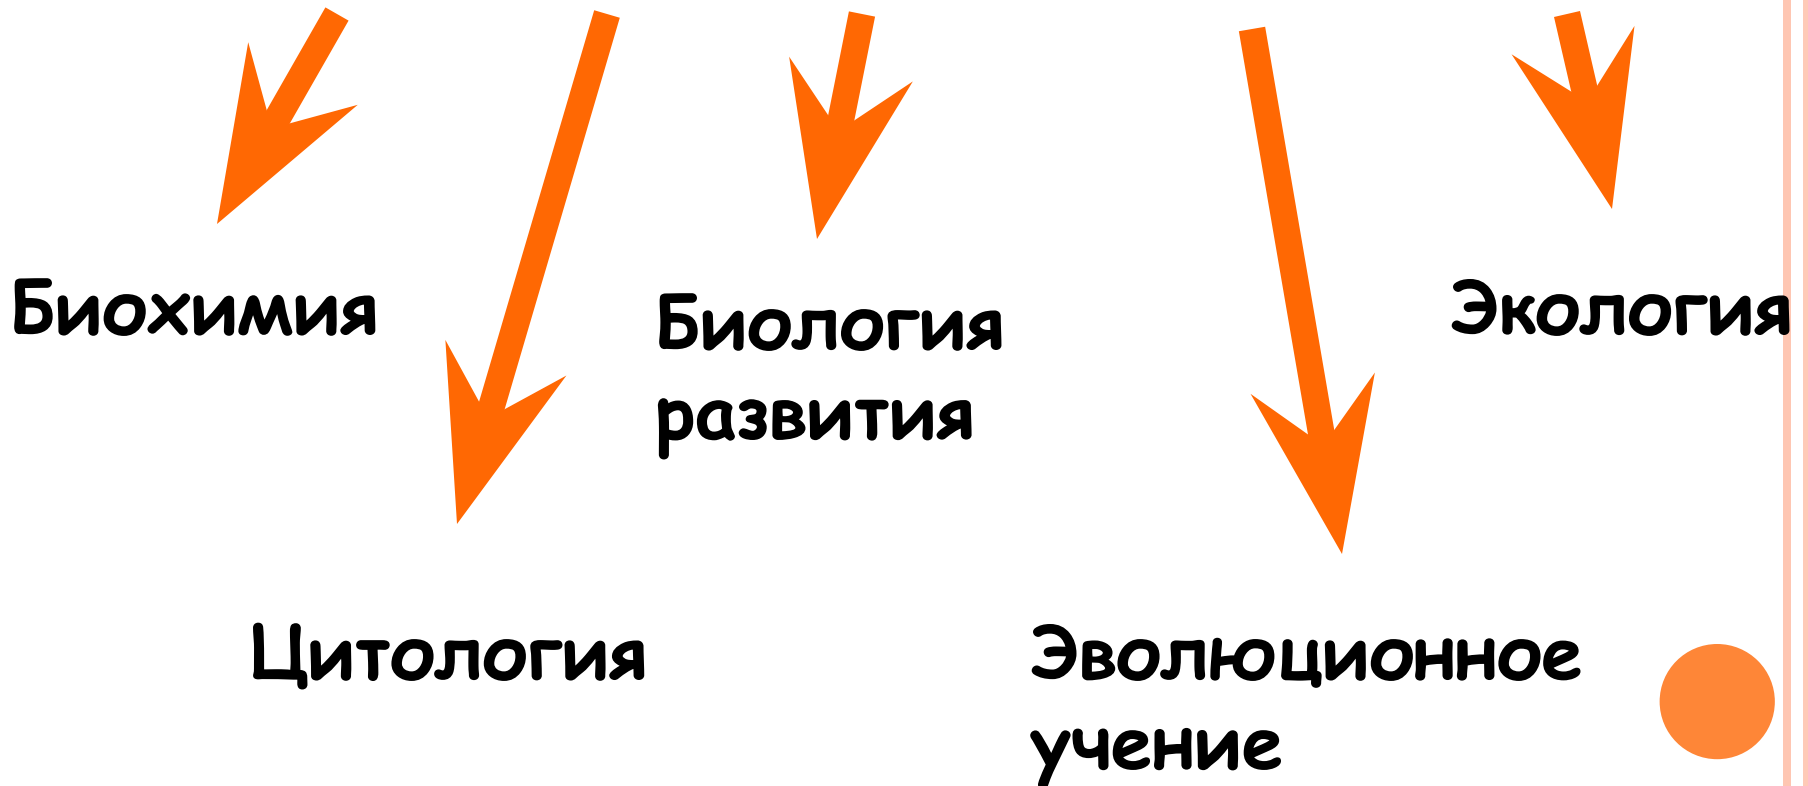 Биохимия
Биология
развития
Экология
Цитология
Эволюционное
учение